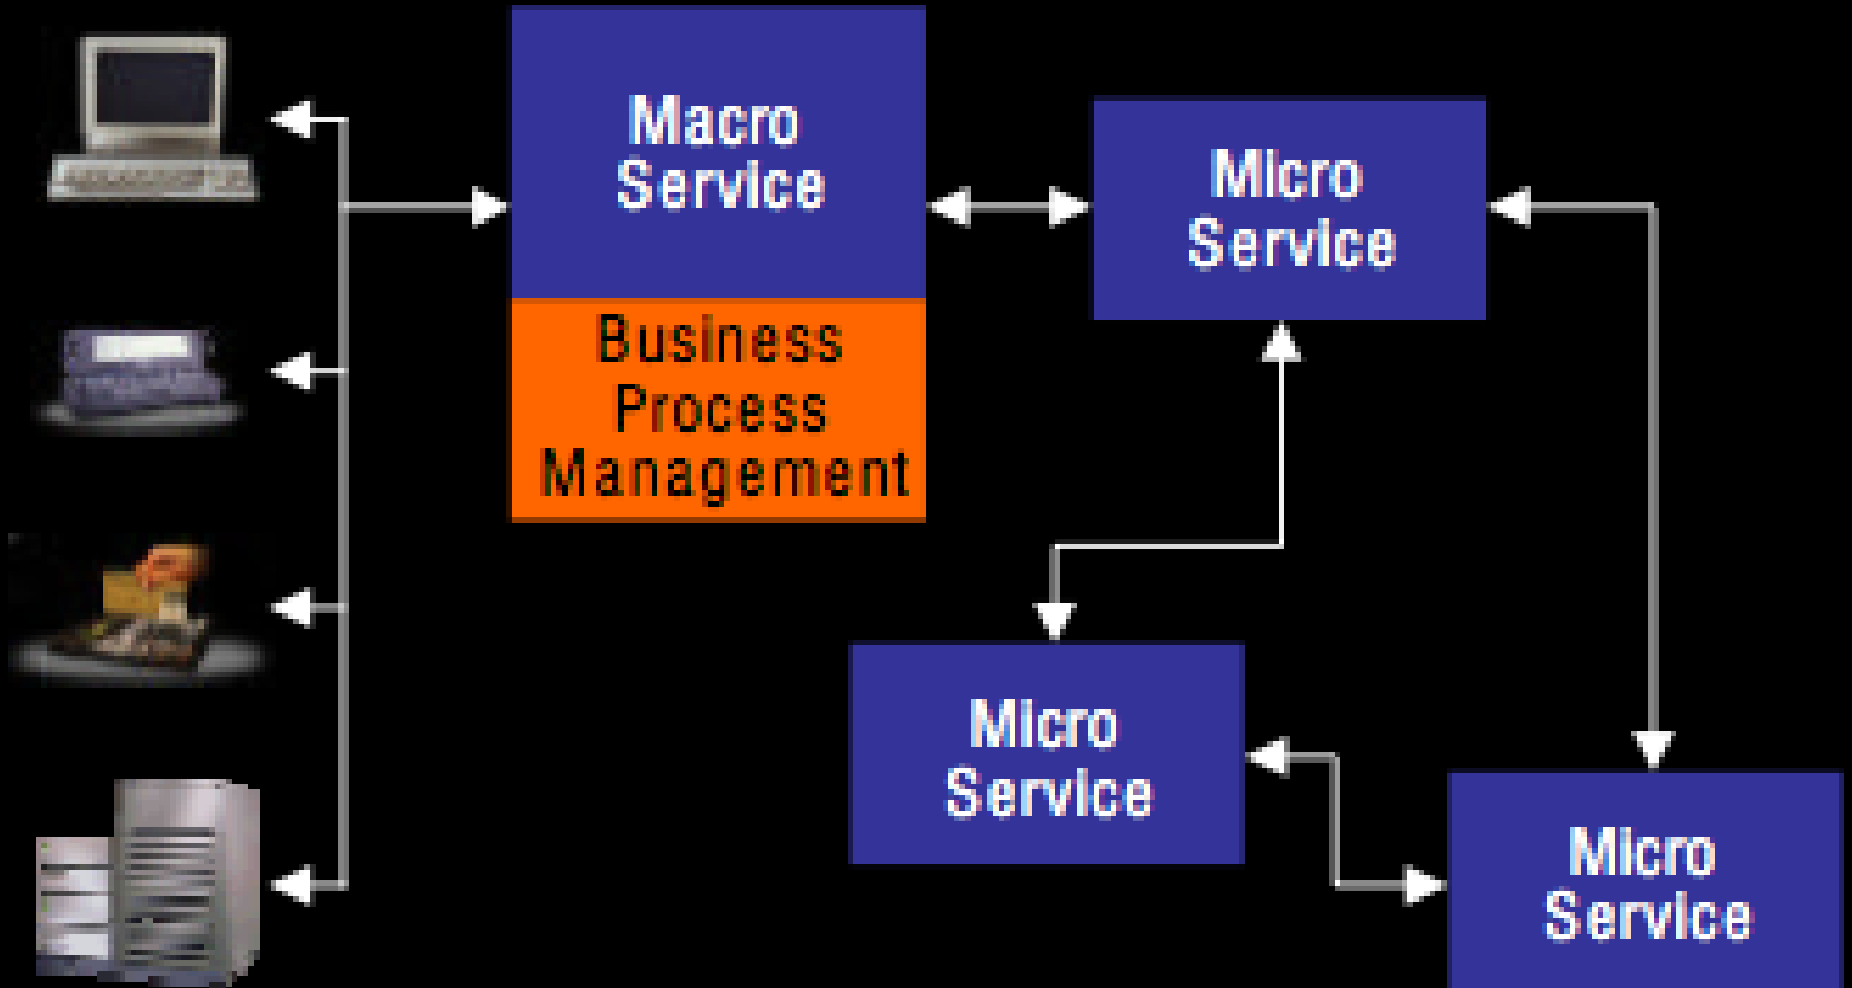 Macro
Service
Business
Process
Management
Micro
Service
Micro
Service
Micro
Service